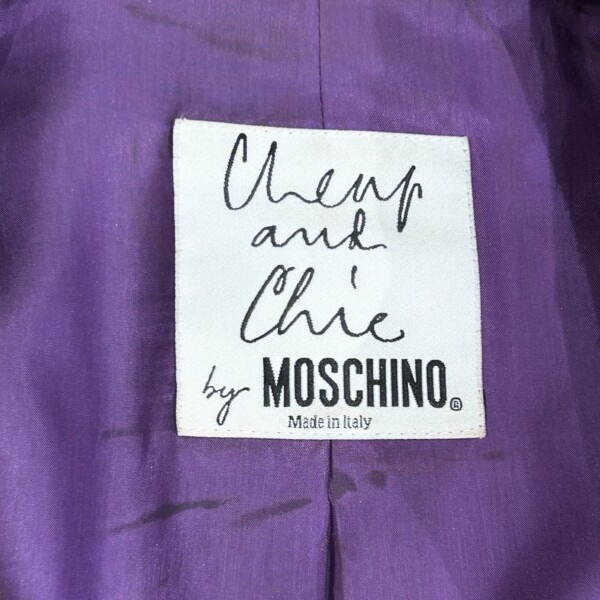 Cheap
and
Chic
by MOSCHINO®
Made in Italy